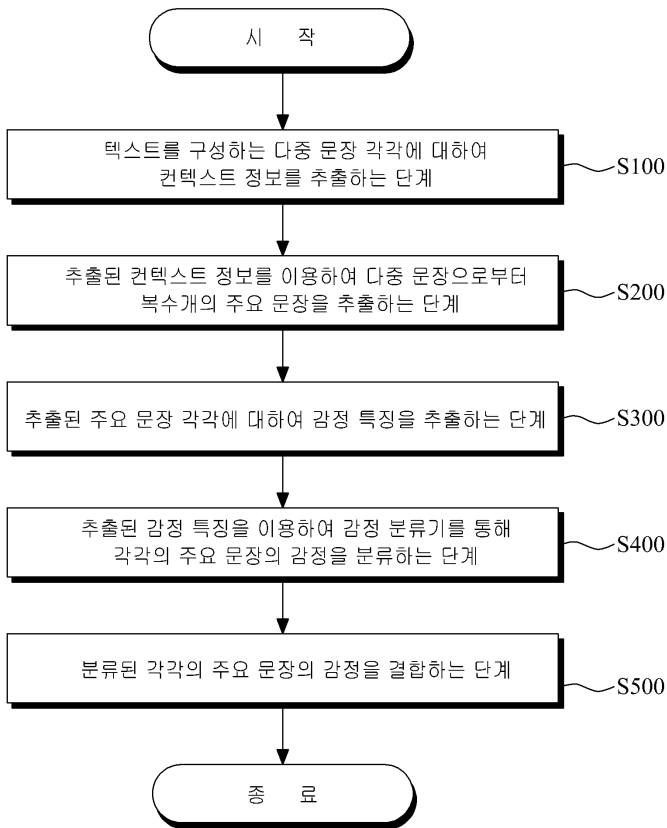 시 작
텍스트를 구성하는 다중 문장 각각에 대하여
컨텍스트 정보를 추출하는 단계
S100
추출된 컨텍스트 정보를 이용하여 다중 문장으로부터
복수개의 주요 문장을 추출하는 단계
S200
추출된 주요 문장 각각에 대하여 감정 특징을 추출하는 단계
S300
추출된 감정 특징을 이용하여 감정 분류기를 통해
각각의 주요 문장의 감정을 분류하는 단계
S400
분류된 각각의 주요 문장의 감정을 결합하는 단계
S500
종 료